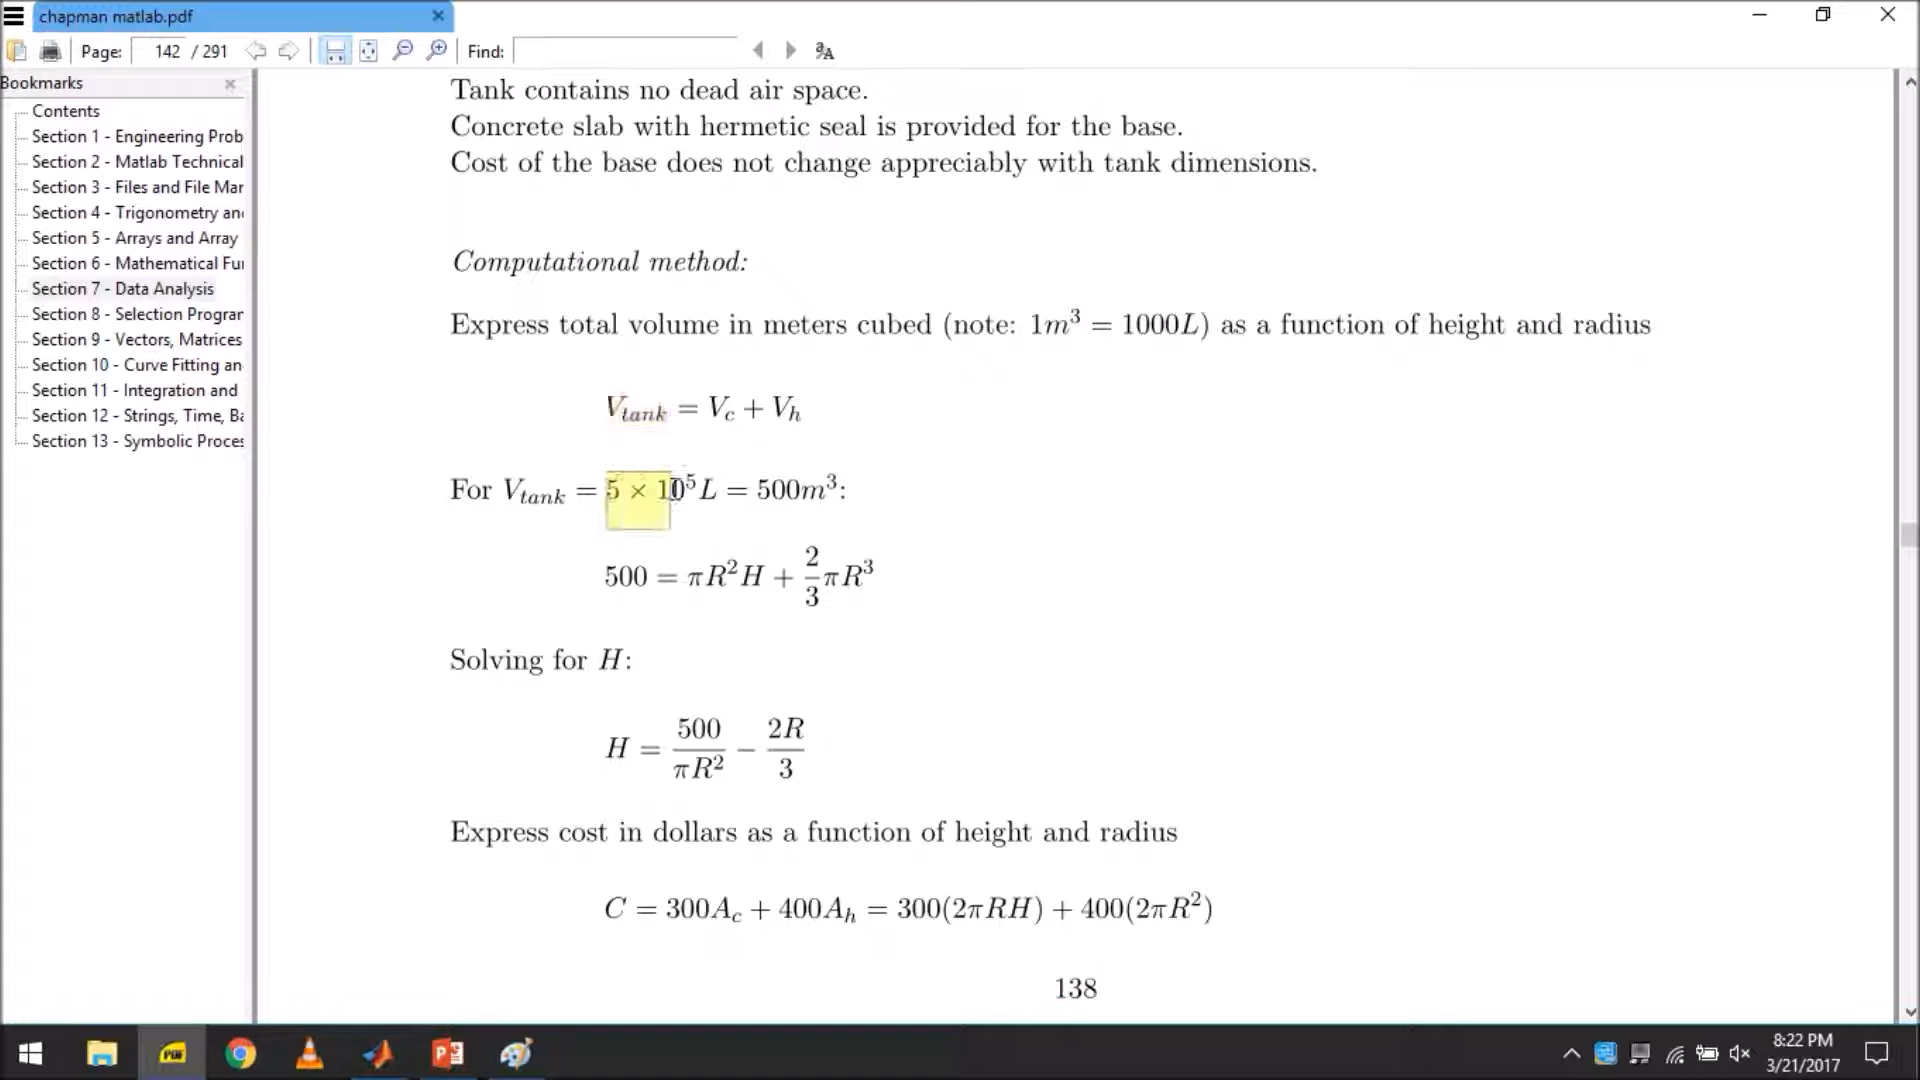 chapman matlab.pdf
Page: 142 / 291 Find:
Bookmarks
Contents
Section 1 - Engineering Prob
Section 2 - Matlab Technical
Section 3 - Files and File Mar
Section 4 - Trigonometry an
Section 5 - Arrays and Array
Section 6 - Mathematical Fu
Section 7 - Data Analysis
Section 8 - Selection Prograr
Section 9 - Vectors, Matrices
Section 10 - Curve Fitting an
Section 11 - Integration and
Section 12 - Strings, Time, Ba
Section 13 - Symbolic Proces
Tank contains no dead air space.
Concrete slab with hermetic seal is provided for the base.
Cost of the base does not change appreciably with tank dimensions.
Computational method:
Express total volume in meters cubed (note: 1m³ = 1000L) as a function of height and radius
V_tank = V_c + V_h
For V_tank = 5 × 10⁵L = 500m³:
500 = πR²H + 2/3 πR³
Solving for H:
H = 500/πR² − 2R/3
Express cost in dollars as a function of height and radius
C = 300A_c + 400A_h = 300(2πRH) + 400(2πR²)
138
8:22 PM
3/21/2017